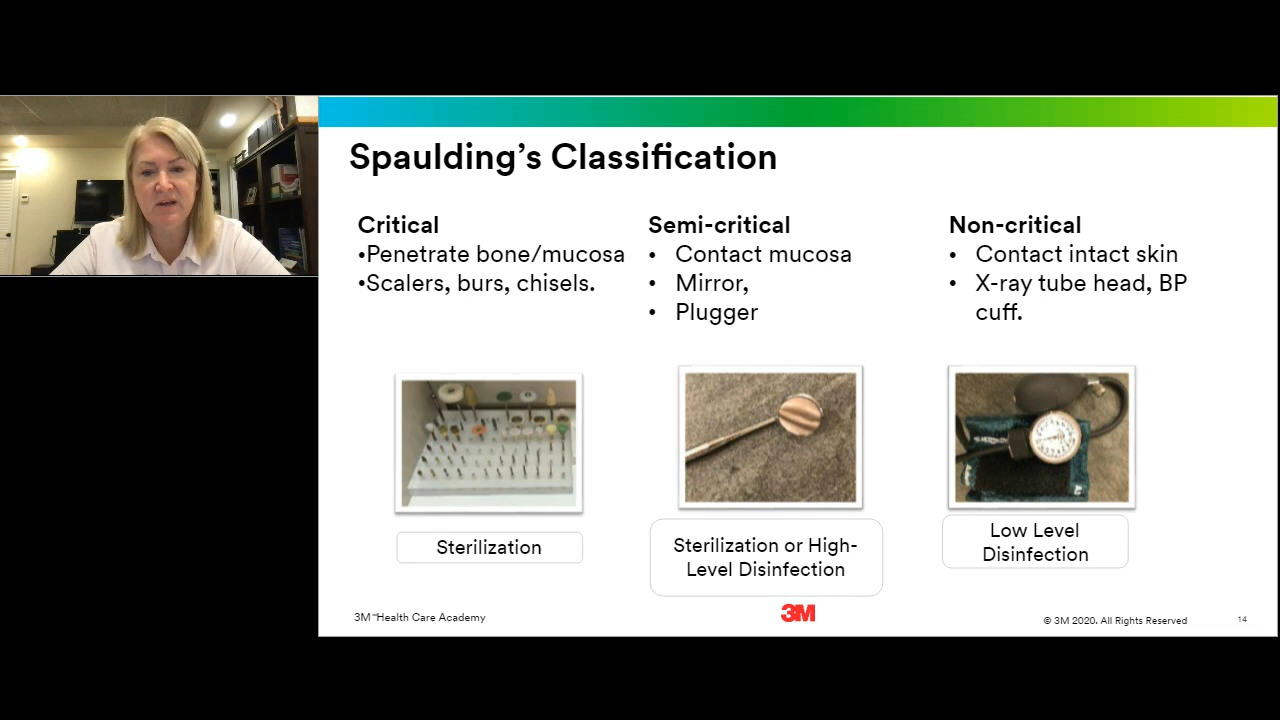 Spaulding's Classification
Critical
•Penetrate bone/mucosa
•Scalers, burs, chisels.
Semi-critical
• Contact mucosa
• Mirror,
• Plugger
Non-critical
• Contact intact skin
• X-ray tube head, BP
cuff.
Sterilization
Sterilization or High-
Level Disinfection
Low Level
Disinfection
3M™Health Care Academy
3M
© 3M 2020. All Rights Reserved
14